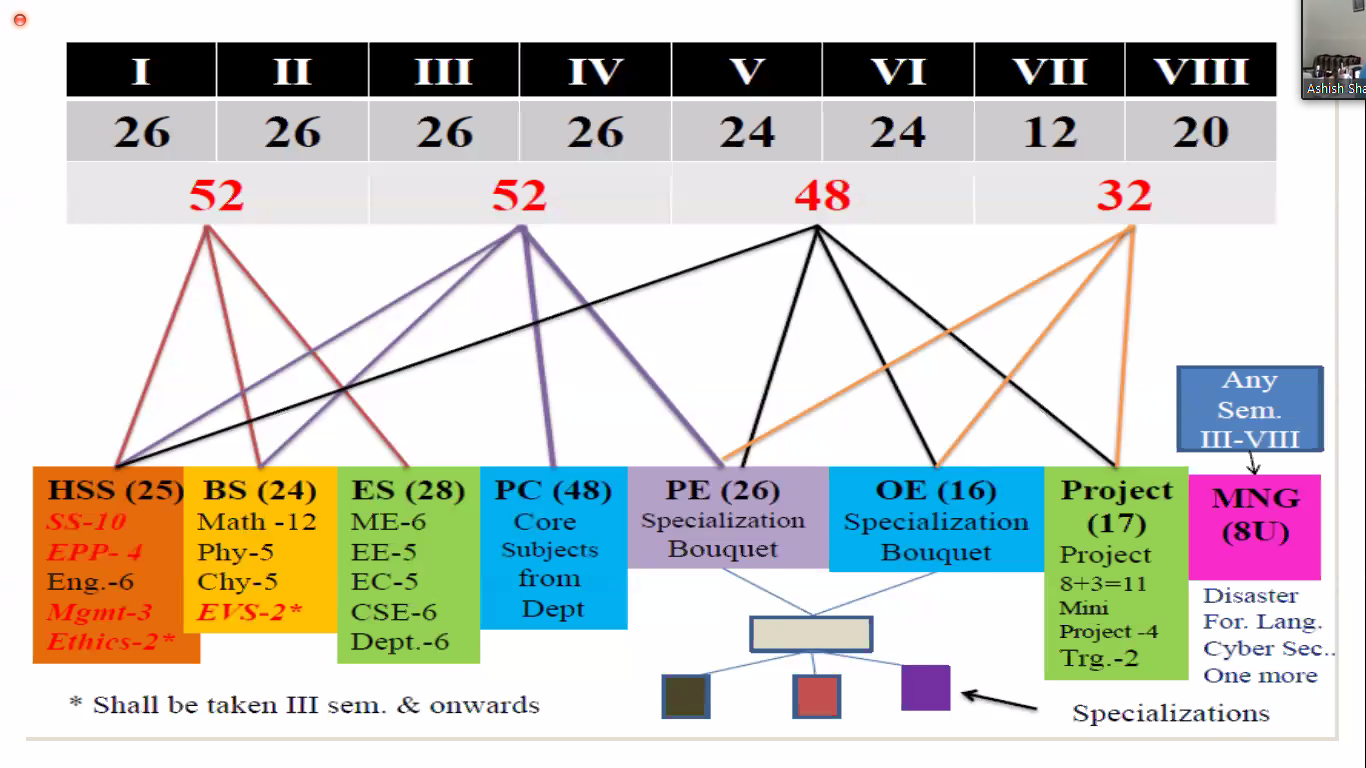 I II III IV V VI VII VIII
26 26 26 26 24 24 12 20
52 52 48 32
Any
Sem.
III-VIII
HSS (25)
SS-10
EPP- 4
Eng.-6
Mgmt-3
Ethics-2*
BS (24)
Math -12
Phy-5
Chy-5
EVS-2*
ES (28)
ME-6
EE-5
EC-5
CSE-6
Dept.-6
PC (48)
Core
Subjects
from
Dept
PE (26)
Specialization
Bouquet
OE (16)
Specialization
Bouquet
Project
(17)
Project
8+3=11
Mini
Project -4
Trg.-2
MNG
(8U)
Disaster
For. Lang.
Cyber Sec..
One more
* Shall be taken III sem. & onwards
Specializations
Ashish Sha